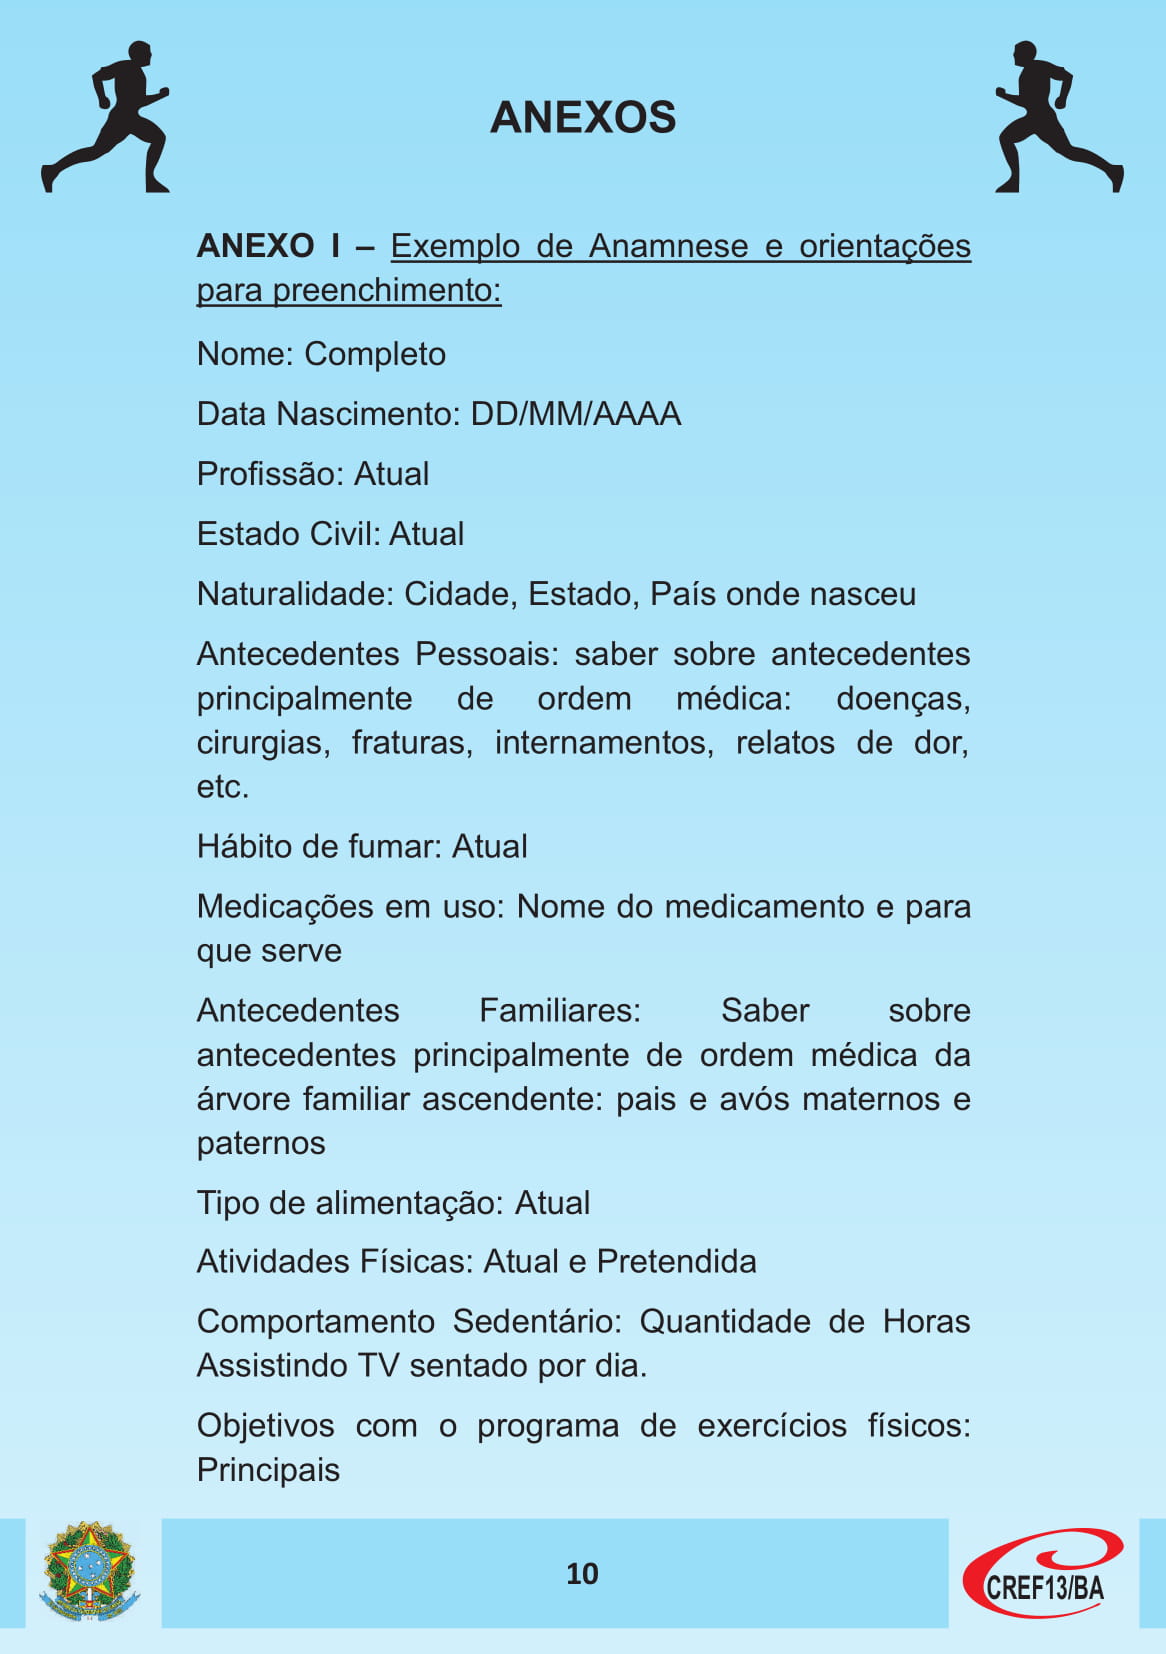 ANEXOS
ANEXO I – Exemplo de Anamnese e orientações
para preenchimento:
Nome: Completo
Data Nascimento: DD/MM/AAAA
Profissão: Atual
Estado Civil: Atual
Naturalidade: Cidade, Estado, País onde nasceu
Antecedentes Pessoais: saber sobre antecedentes
principalmente de ordem médica: doenças,
cirurgias, fraturas, internamentos, relatos de dor,
etc.
Hábito de fumar: Atual
Medicações em uso: Nome do medicamento e para
que serve
Antecedentes Familiares: Saber sobre
antecedentes principalmente de ordem médica da
árvore familiar ascendente: pais e avós maternos e
paternos
Tipo de alimentação: Atual
Atividades Físicas: Atual e Pretendida
Comportamento Sedentário: Quantidade de Horas
Assistindo TV sentado por dia.
Objetivos com o programa de exercícios físicos:
Principais
10
CREF13/BA